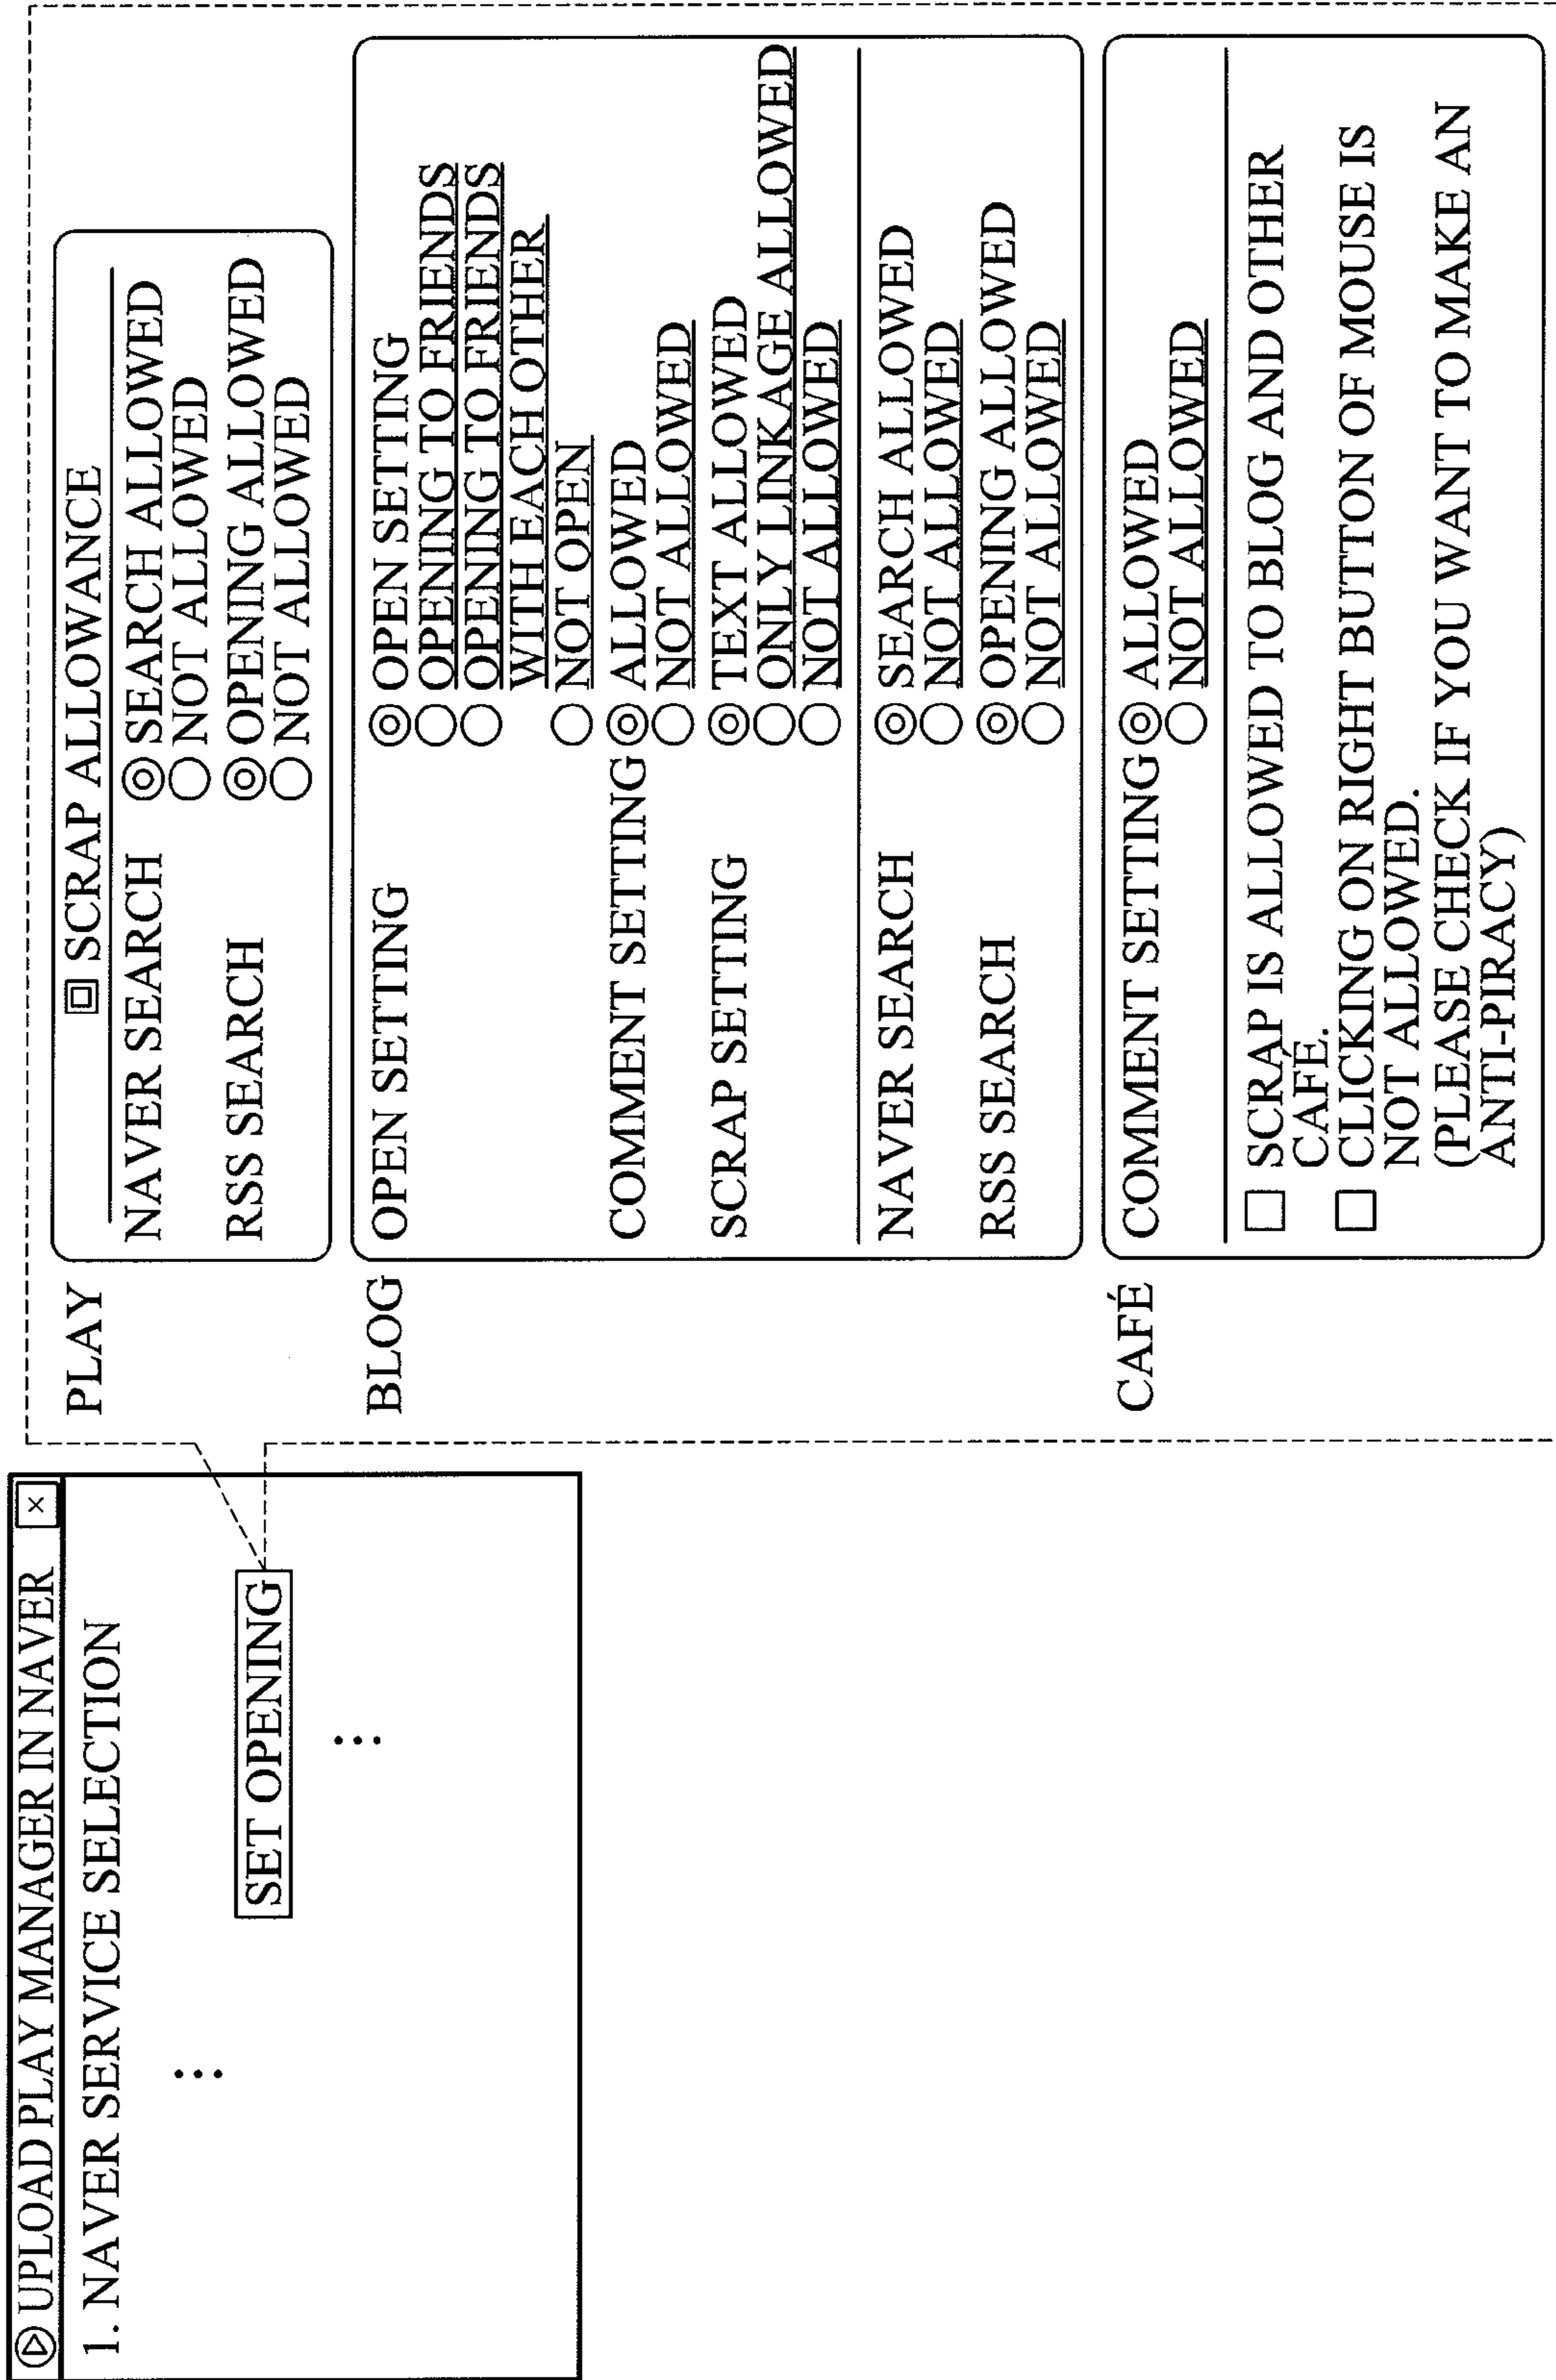 UPLOAD PLAY MANAGER IN NAVER ×
1. NAVER SERVICE SELECTION
...
SET OPENING
...
PLAY
SCRAP ALLOWANCE
NAVER SEARCH SEARCH ALLOWED
NOT ALLOWED
RSS SEARCH OPENING ALLOWED
NOT ALLOWED
BLOG
OPEN SETTING OPEN SETTING
OPENING TO FRIENDS
OPENING TO FRIENDS
WITH EACH OTHER
NOT OPEN
COMMENT SETTING ALLOWED
NOT ALLOWED
SCRAP SETTING TEXT ALLOWED
ONLY LINKAGE ALLOWED
NOT ALLOWED
NAVER SEARCH SEARCH ALLOWED
NOT ALLOWED
RSS SEARCH OPENING ALLOWED
NOT ALLOWED
CAFÉ
COMMENT SETTING ALLOWED
NOT ALLOWED
SCRAP IS ALLOWED TO BLOG AND OTHER
CAFÉ.
CLICKING ON RIGHT BUTTON OF MOUSE IS
NOT ALLOWED.
(PLEASE CHECK IF YOU WANT TO MAKE AN
ANTI-PIRACY)